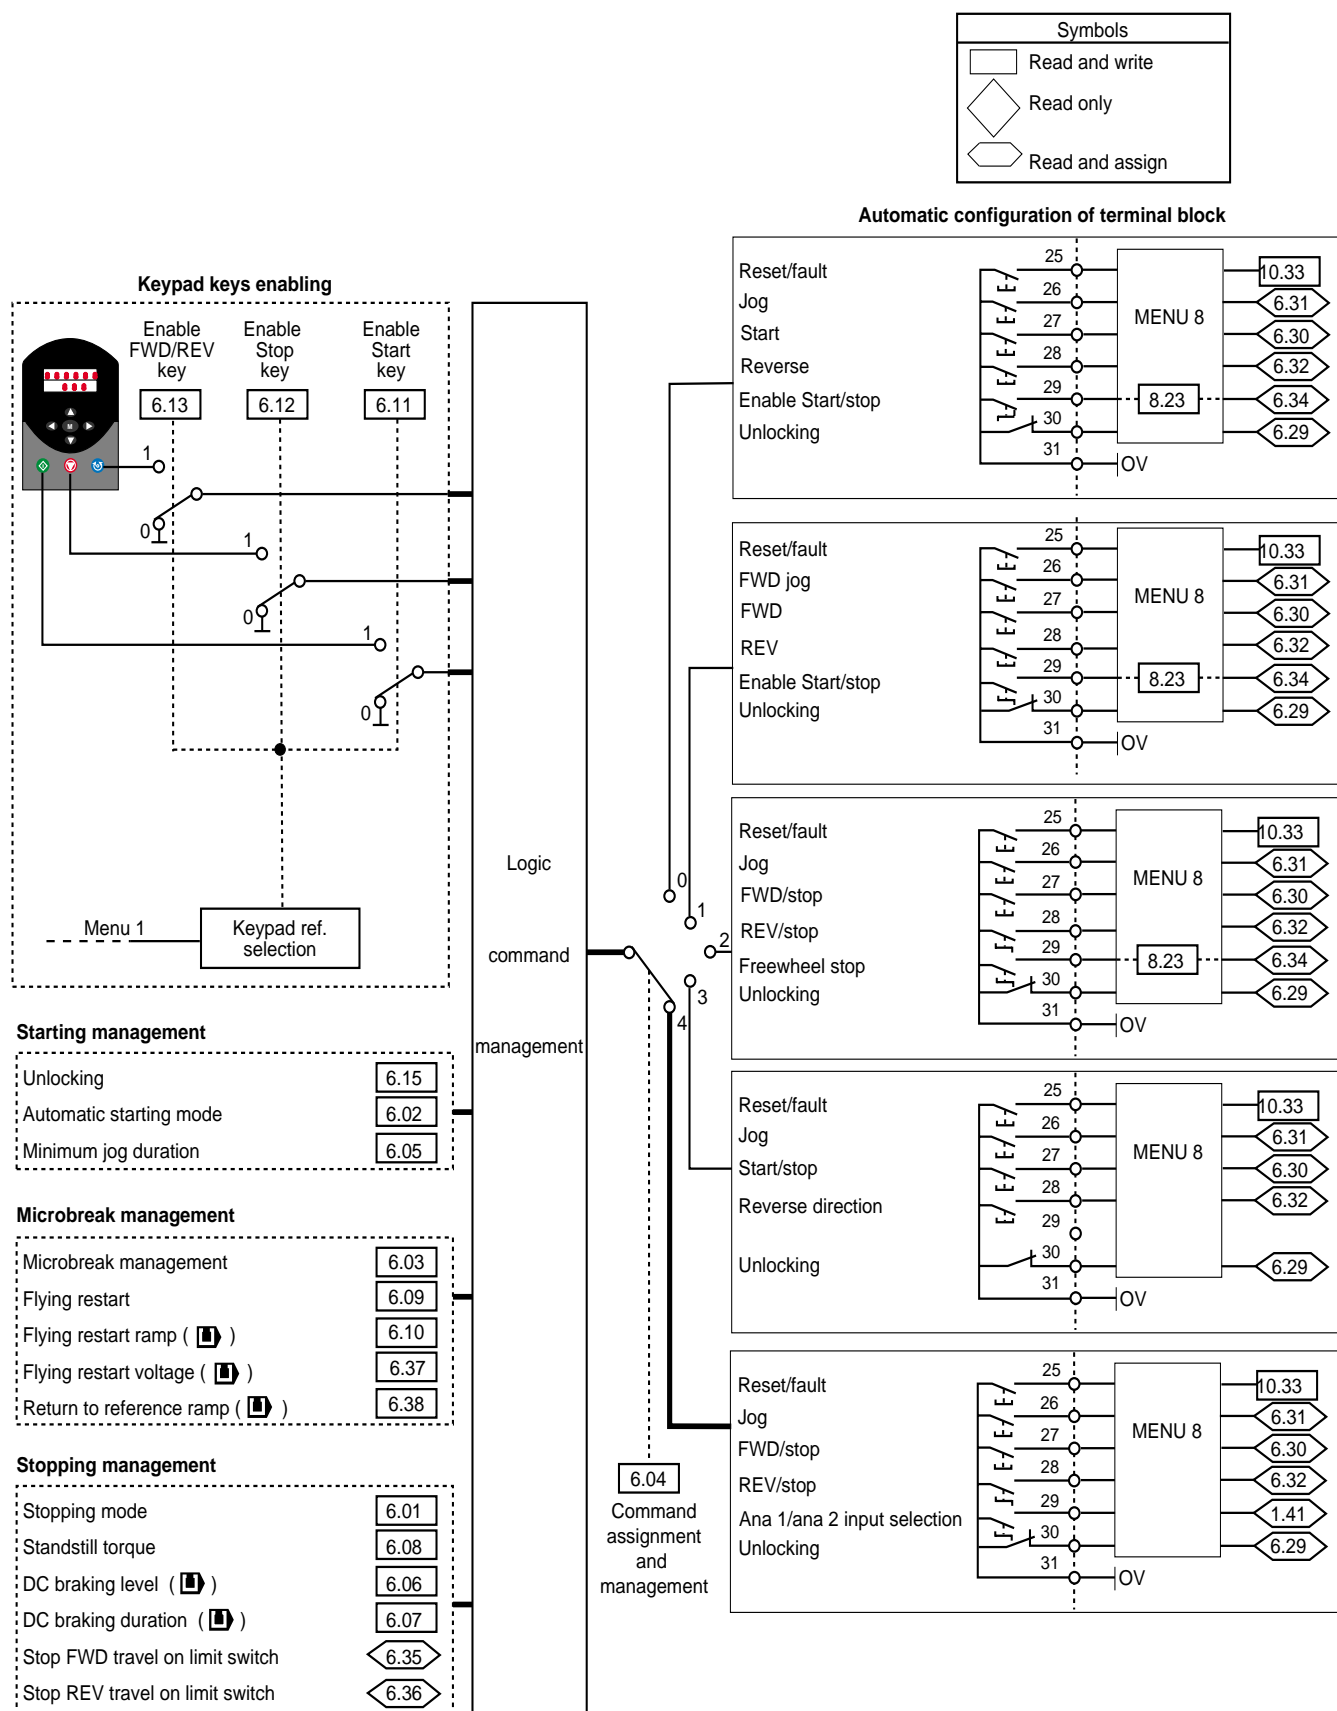 Symbols
Read and write
Read only
Read and assign
Automatic configuration of terminal block
Keypad keys enabling
Enable
FWD/REV
key
Enable
Stop
key
Enable
Start
key
6.13
6.12
6.11
M
1
0
1
0
1
0
Menu 1
Keypad ref.
selection
Starting management
Unlocking 6.15
Automatic starting mode 6.02
Minimum jog duration 6.05
Microbreak management
Microbreak management 6.03
Flying restart 6.09
Flying restart ramp ( ) 6.10
Flying restart voltage ( ) 6.37
Return to reference ramp ( ) 6.38
Stopping management
Stopping mode 6.01
Standstill torque 6.08
DC braking level ( ) 6.06
DC braking duration ( ) 6.07
Stop FWD travel on limit switch 6.35
Stop REV travel on limit switch 6.36
Logic
command
management
0
1
2
3
4
6.04
Command
assignment
and
management
Reset/fault 25 10.33
Jog 26 6.31
Start 27 6.30
Reverse 28 6.32
Enable Start/stop 29 8.23 6.34
Unlocking 30 6.29
31 OV
MENU 8
Reset/fault 25 10.33
FWD jog 26 6.31
FWD 27 6.30
REV 28 6.32
Enable Start/stop 29 8.23 6.34
Unlocking 30 6.29
31 OV
MENU 8
Reset/fault 25 10.33
Jog 26 6.31
FWD/stop 27 6.30
REV/stop 28 6.32
Freewheel stop 29 8.23 6.34
Unlocking 30 6.29
31 OV
MENU 8
Reset/fault 25 10.33
Jog 26 6.31
Start/stop 27 6.30
Reverse direction 28 6.32
29
Unlocking 30 6.29
31 OV
MENU 8
Reset/fault 25 10.33
Jog 26 6.31
FWD/stop 27 6.30
REV/stop 28 6.32
Ana 1/ana 2 input selection 29 1.41
Unlocking 30 6.29
31 OV
MENU 8